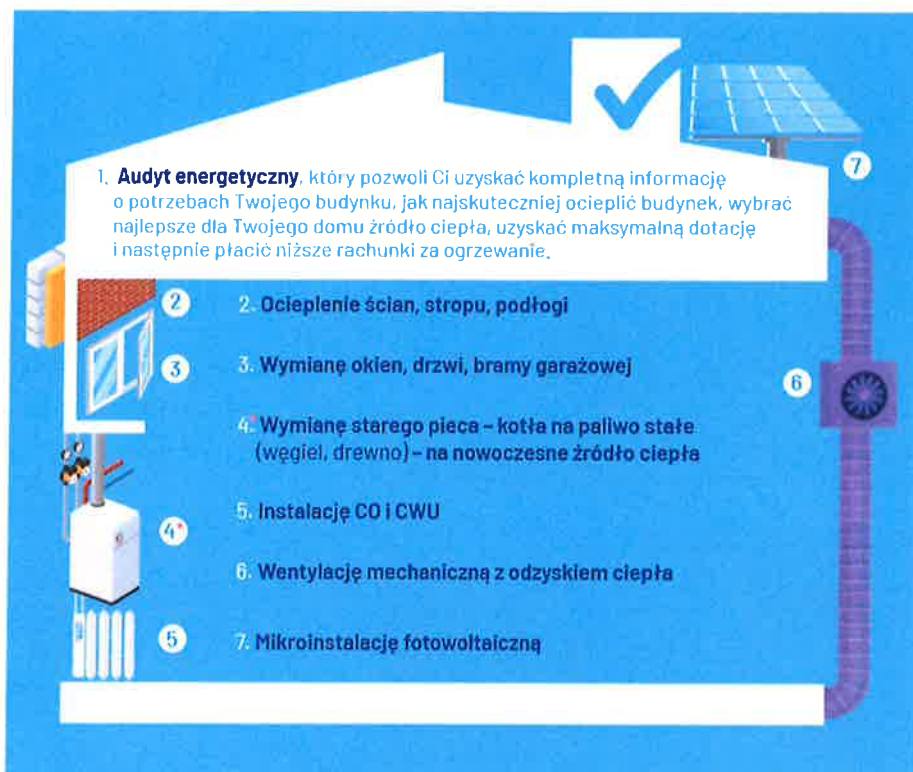 1. Audyt energetyczny, który pozwoli Ci uzyskać kompletną informację
o potrzebach Twojego budynku, jak najskuteczniej ocieplić budynek, wybrać
najlepsze dla Twojego domu źródło ciepła, uzyskać maksymalną dotację
i następnie płacić niższe rachunki za ogrzewanie.
7
2 2. Ocieplenie ścian, stropu, podłogi
3 3. Wymianę okien, drzwi, bramy garażowej
6
4.* Wymianę starego pieca – kotła na paliwo stałe
(węgiel, drewno) – na nowoczesne źródło ciepła
5. Instalację CO i CWU
4*
6. Wentylację mechaniczną z odzyskiem ciepła
5 7. Mikroinstalację fotowoltaiczną